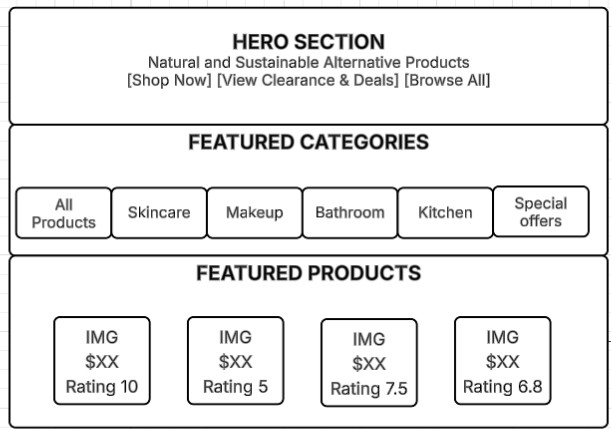 HERO SECTION
Natural and Sustainable Alternative Products
[Shop Now] [View Clearance & Deals] [Browse All]
FEATURED CATEGORIES
All
Products
Skincare
Makeup
Bathroom
Kitchen
Special
offers
FEATURED PRODUCTS
IMG
$XX
Rating 10
IMG
$XX
Rating 5
IMG
$XX
Rating 7.5
IMG
$XX
Rating 6.8